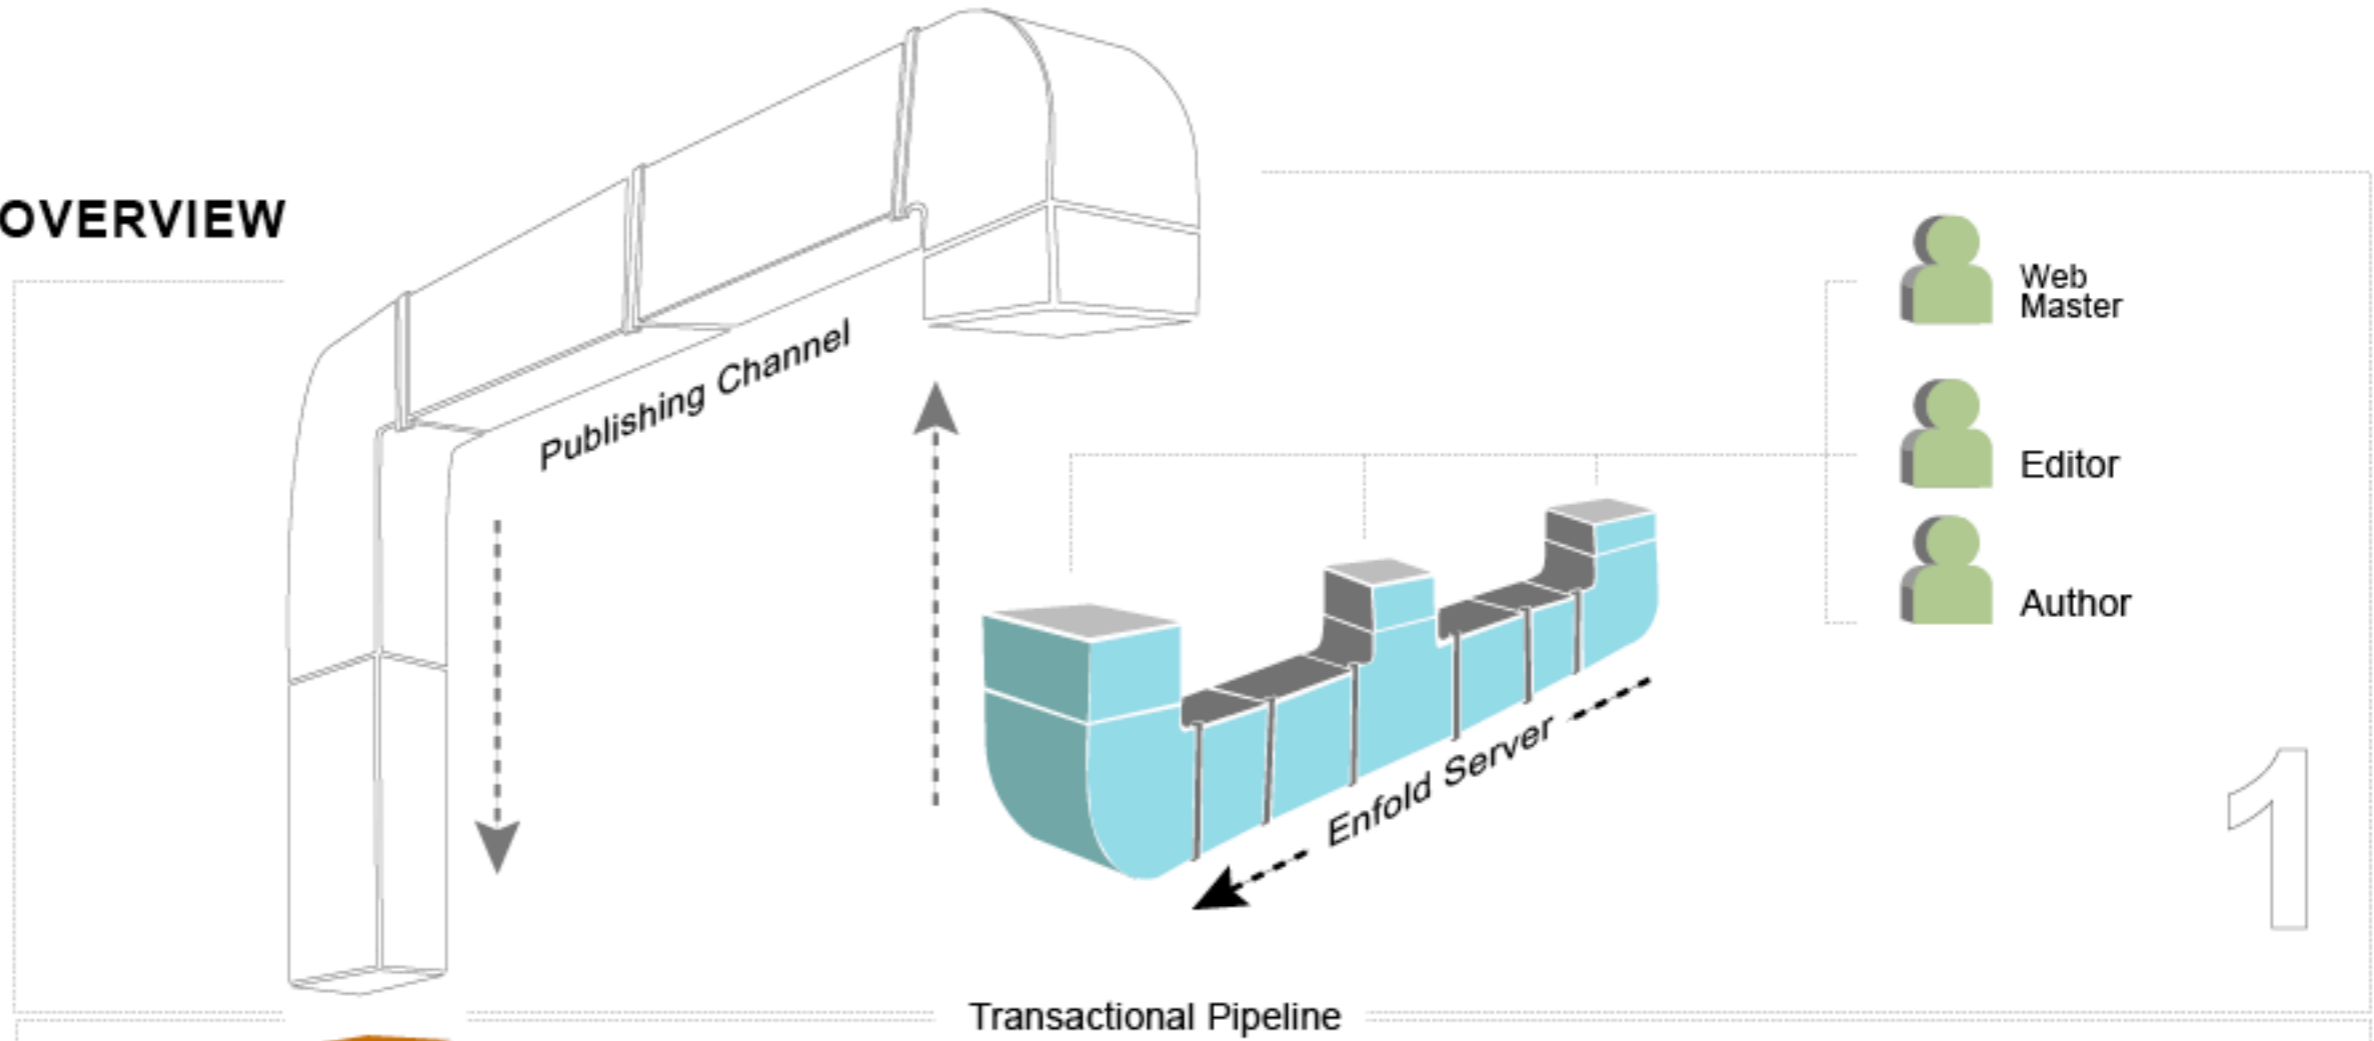 OVERVIEW
Publishing Channel
Web
Master
Editor
Author
Enfold Server
1
Transactional Pipeline